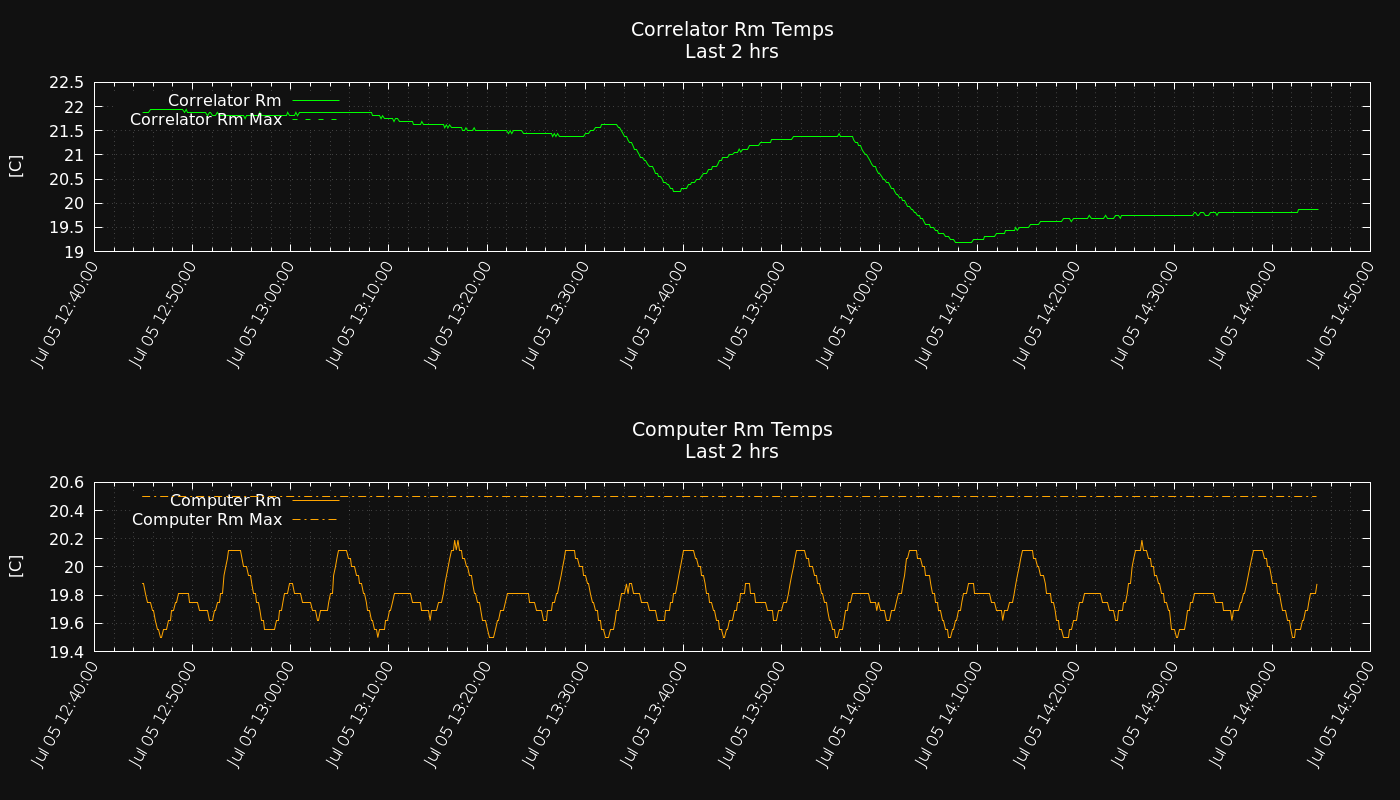 Correlator Rm Temps
Last 2 hrs
22.5
22
21.5
21
20.5
20
19.5
19
[C]
Correlator Rm
Correlator Rm Max
Jul 05 12:40:00
Jul 05 12:50:00
Jul 05 13:00:00
Jul 05 13:10:00
Jul 05 13:20:00
Jul 05 13:30:00
Jul 05 13:40:00
Jul 05 13:50:00
Jul 05 14:00:00
Jul 05 14:10:00
Jul 05 14:20:00
Jul 05 14:30:00
Jul 05 14:40:00
Jul 05 14:50:00
Computer Rm Temps
Last 2 hrs
20.6
20.4
20.2
20
19.8
19.6
19.4
[C]
Computer Rm
Computer Rm Max
Jul 05 12:40:00
Jul 05 12:50:00
Jul 05 13:00:00
Jul 05 13:10:00
Jul 05 13:20:00
Jul 05 13:30:00
Jul 05 13:40:00
Jul 05 13:50:00
Jul 05 14:00:00
Jul 05 14:10:00
Jul 05 14:20:00
Jul 05 14:30:00
Jul 05 14:40:00
Jul 05 14:50:00